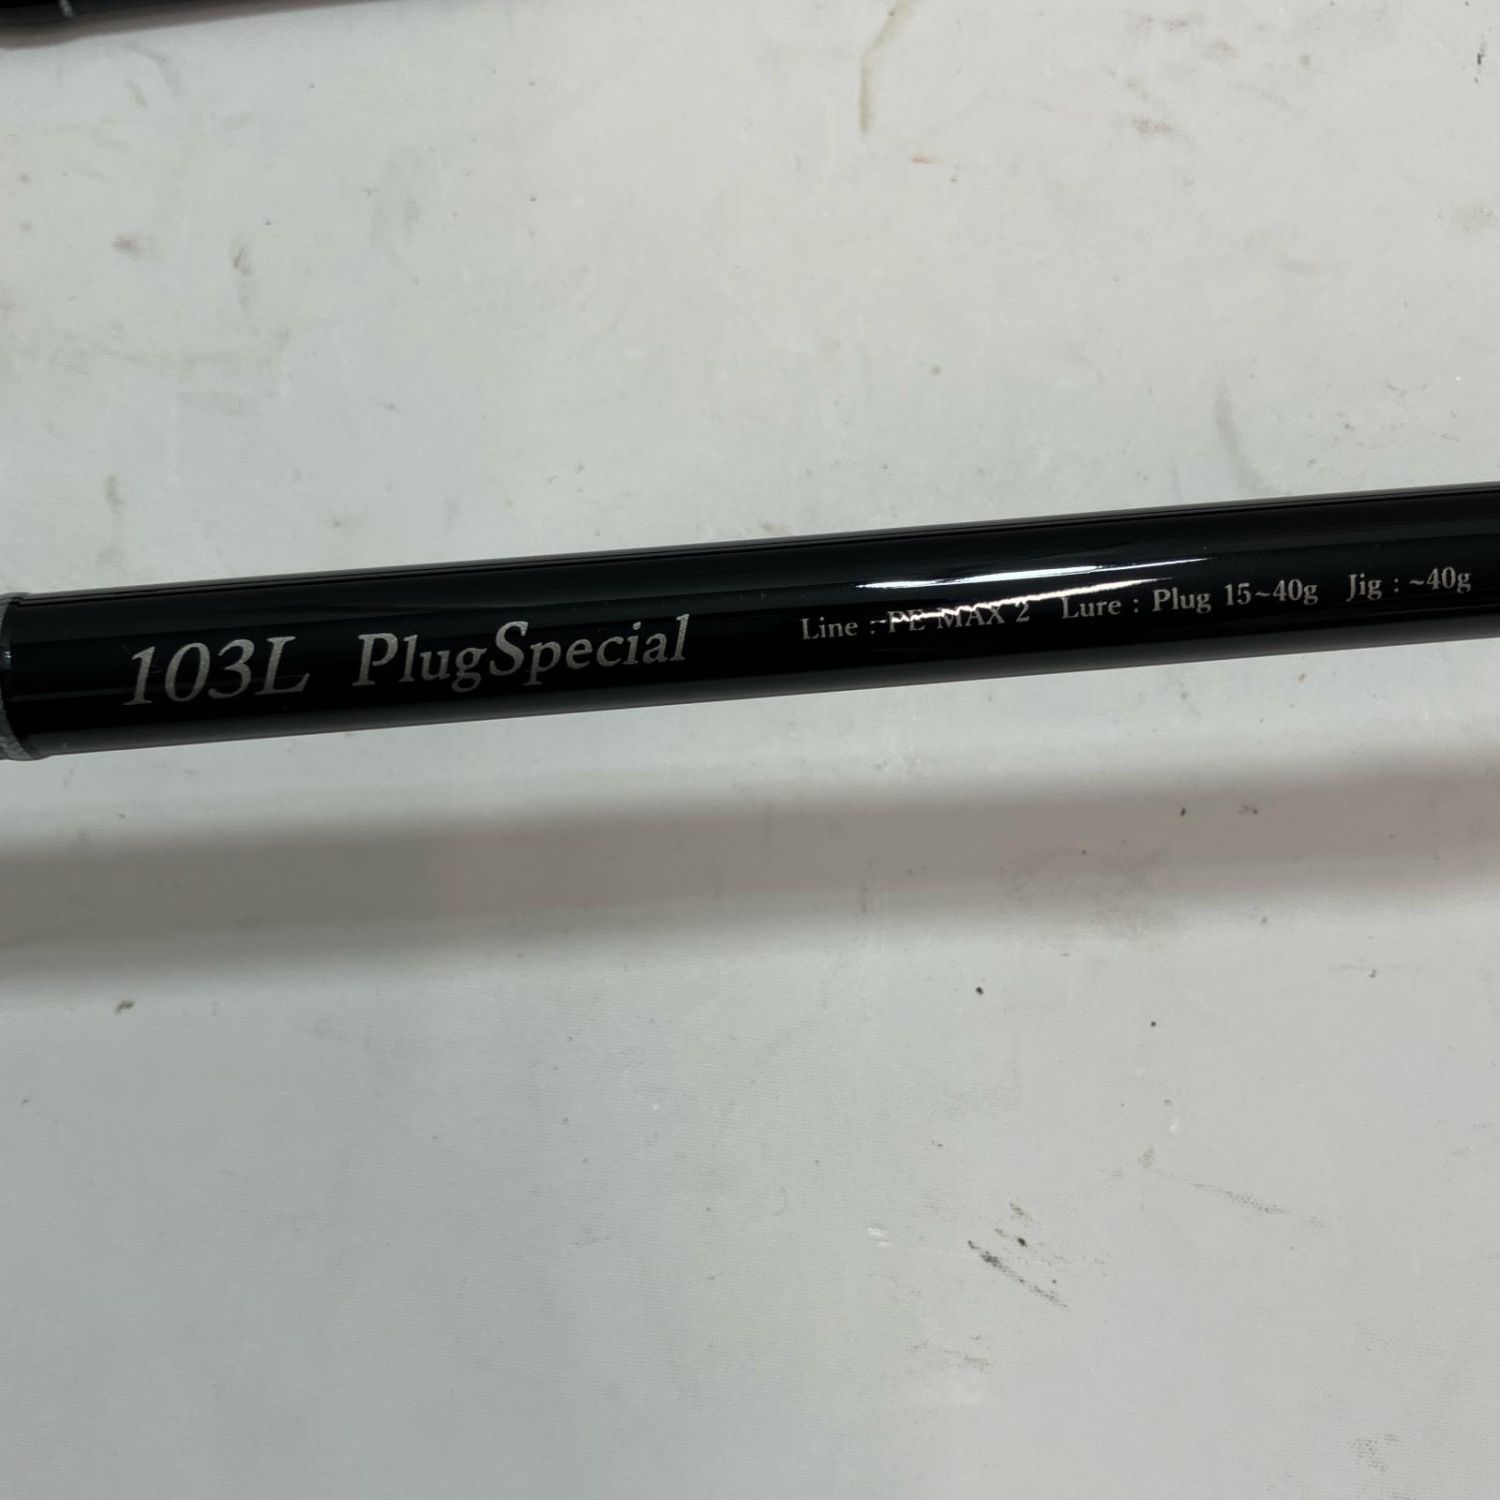 103L PlugSpecial Line : PE MAX 2 Lure : Plug 15~40g Jig : ~40g